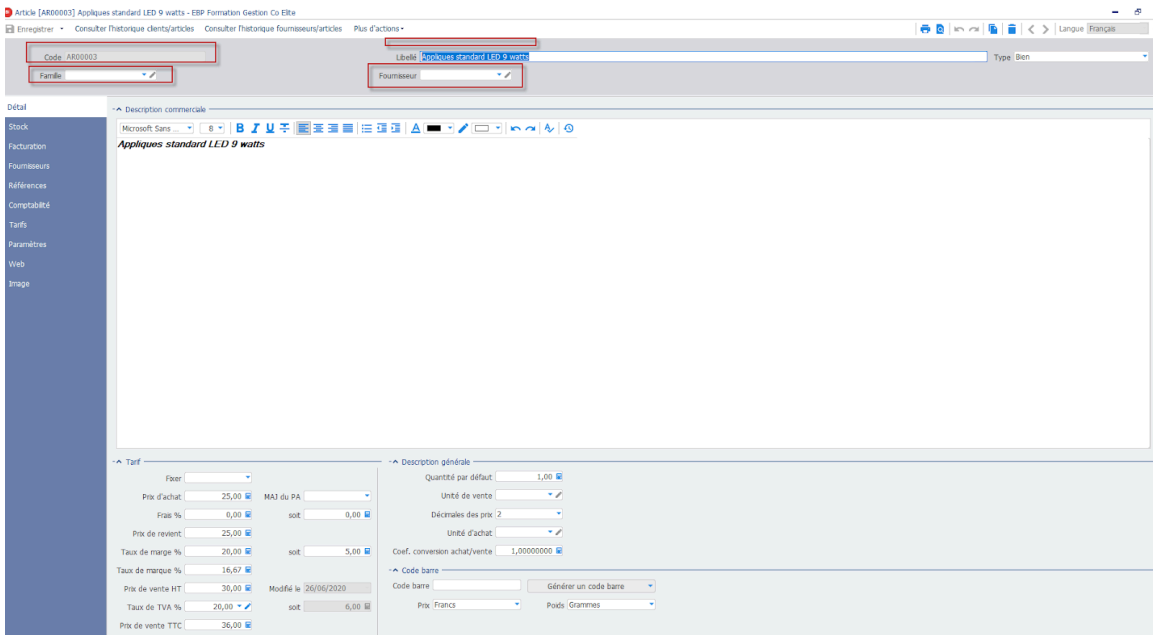 Article [AR00003] Appliques standard LED 9 watts - EBP Formation Gestion Co Elite
Enregistrer Consulter l'historique clients/articles Consulter l'historique fournisseurs/articles Plus d'actions Langue Français
Code AR00003 Libellé Appliques standard LED 9 watts Type Bien
Famille Fournisseur
Détail
Stock
Facturation
Fournisseurs
Références
Comptabilité
Tarifs
Paramètres
Web
Image
Description commerciale
Microsoft Sans ... 8 B I U T A
Appliques standard LED 9 watts
Tarif
Fixer
Prix d'achat 25,00 MAJ du PA
Frais % 0,00 soit 0,00
Prix de revient 25,00
Taux de marge % 20,00 soit 5,00
Taux de marque % 16,67
Prix de vente HT 30,00 Modifié le 26/06/2020
Taux de TVA % 20,00 soit 6,00
Prix de vente TTC 36,00
Description générale
Quantité par défaut 1,00
Unité de vente
Décimales des prix 2
Unité d'achat
Coef. conversion achat/vente 1,00000000
Code barre
Code barre Générer un code barre
Prix Francs Poids Grammes